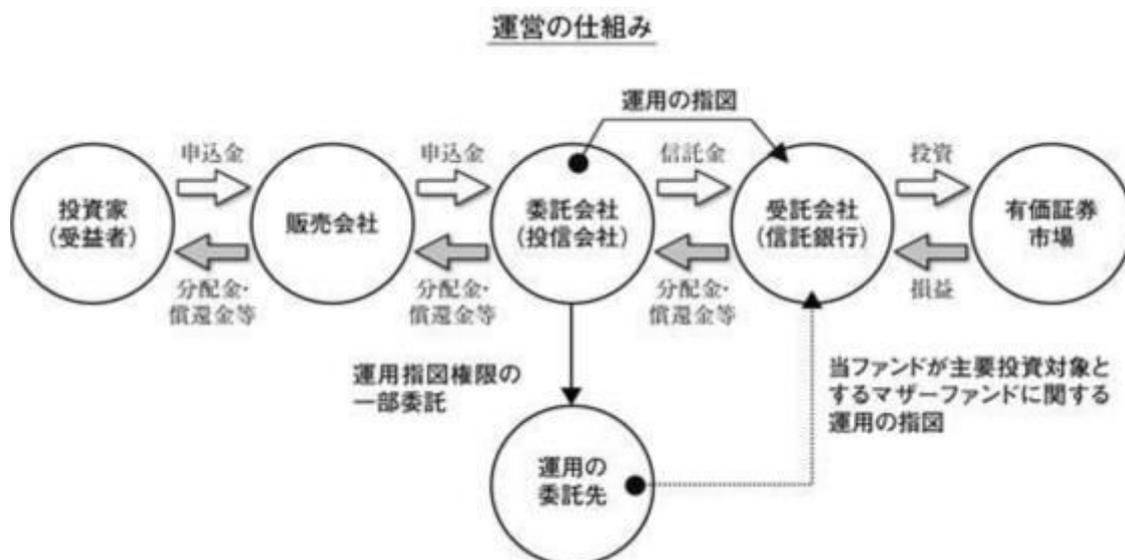 運営の仕組み
運用の指図
申込金
申込金
信託金
投資
投資家
(受益者)
販売会社
委託会社
(投信会社)
受託会社
(信託銀行)
有価証券
市場
分配金・
償還金等
分配金・
償還金等
分配金・
償還金等
損益
運用指図権限の
一部委託
当ファンドが主要投資対象と
するマザーファンドに関する
運用の指図
運用の
委託先